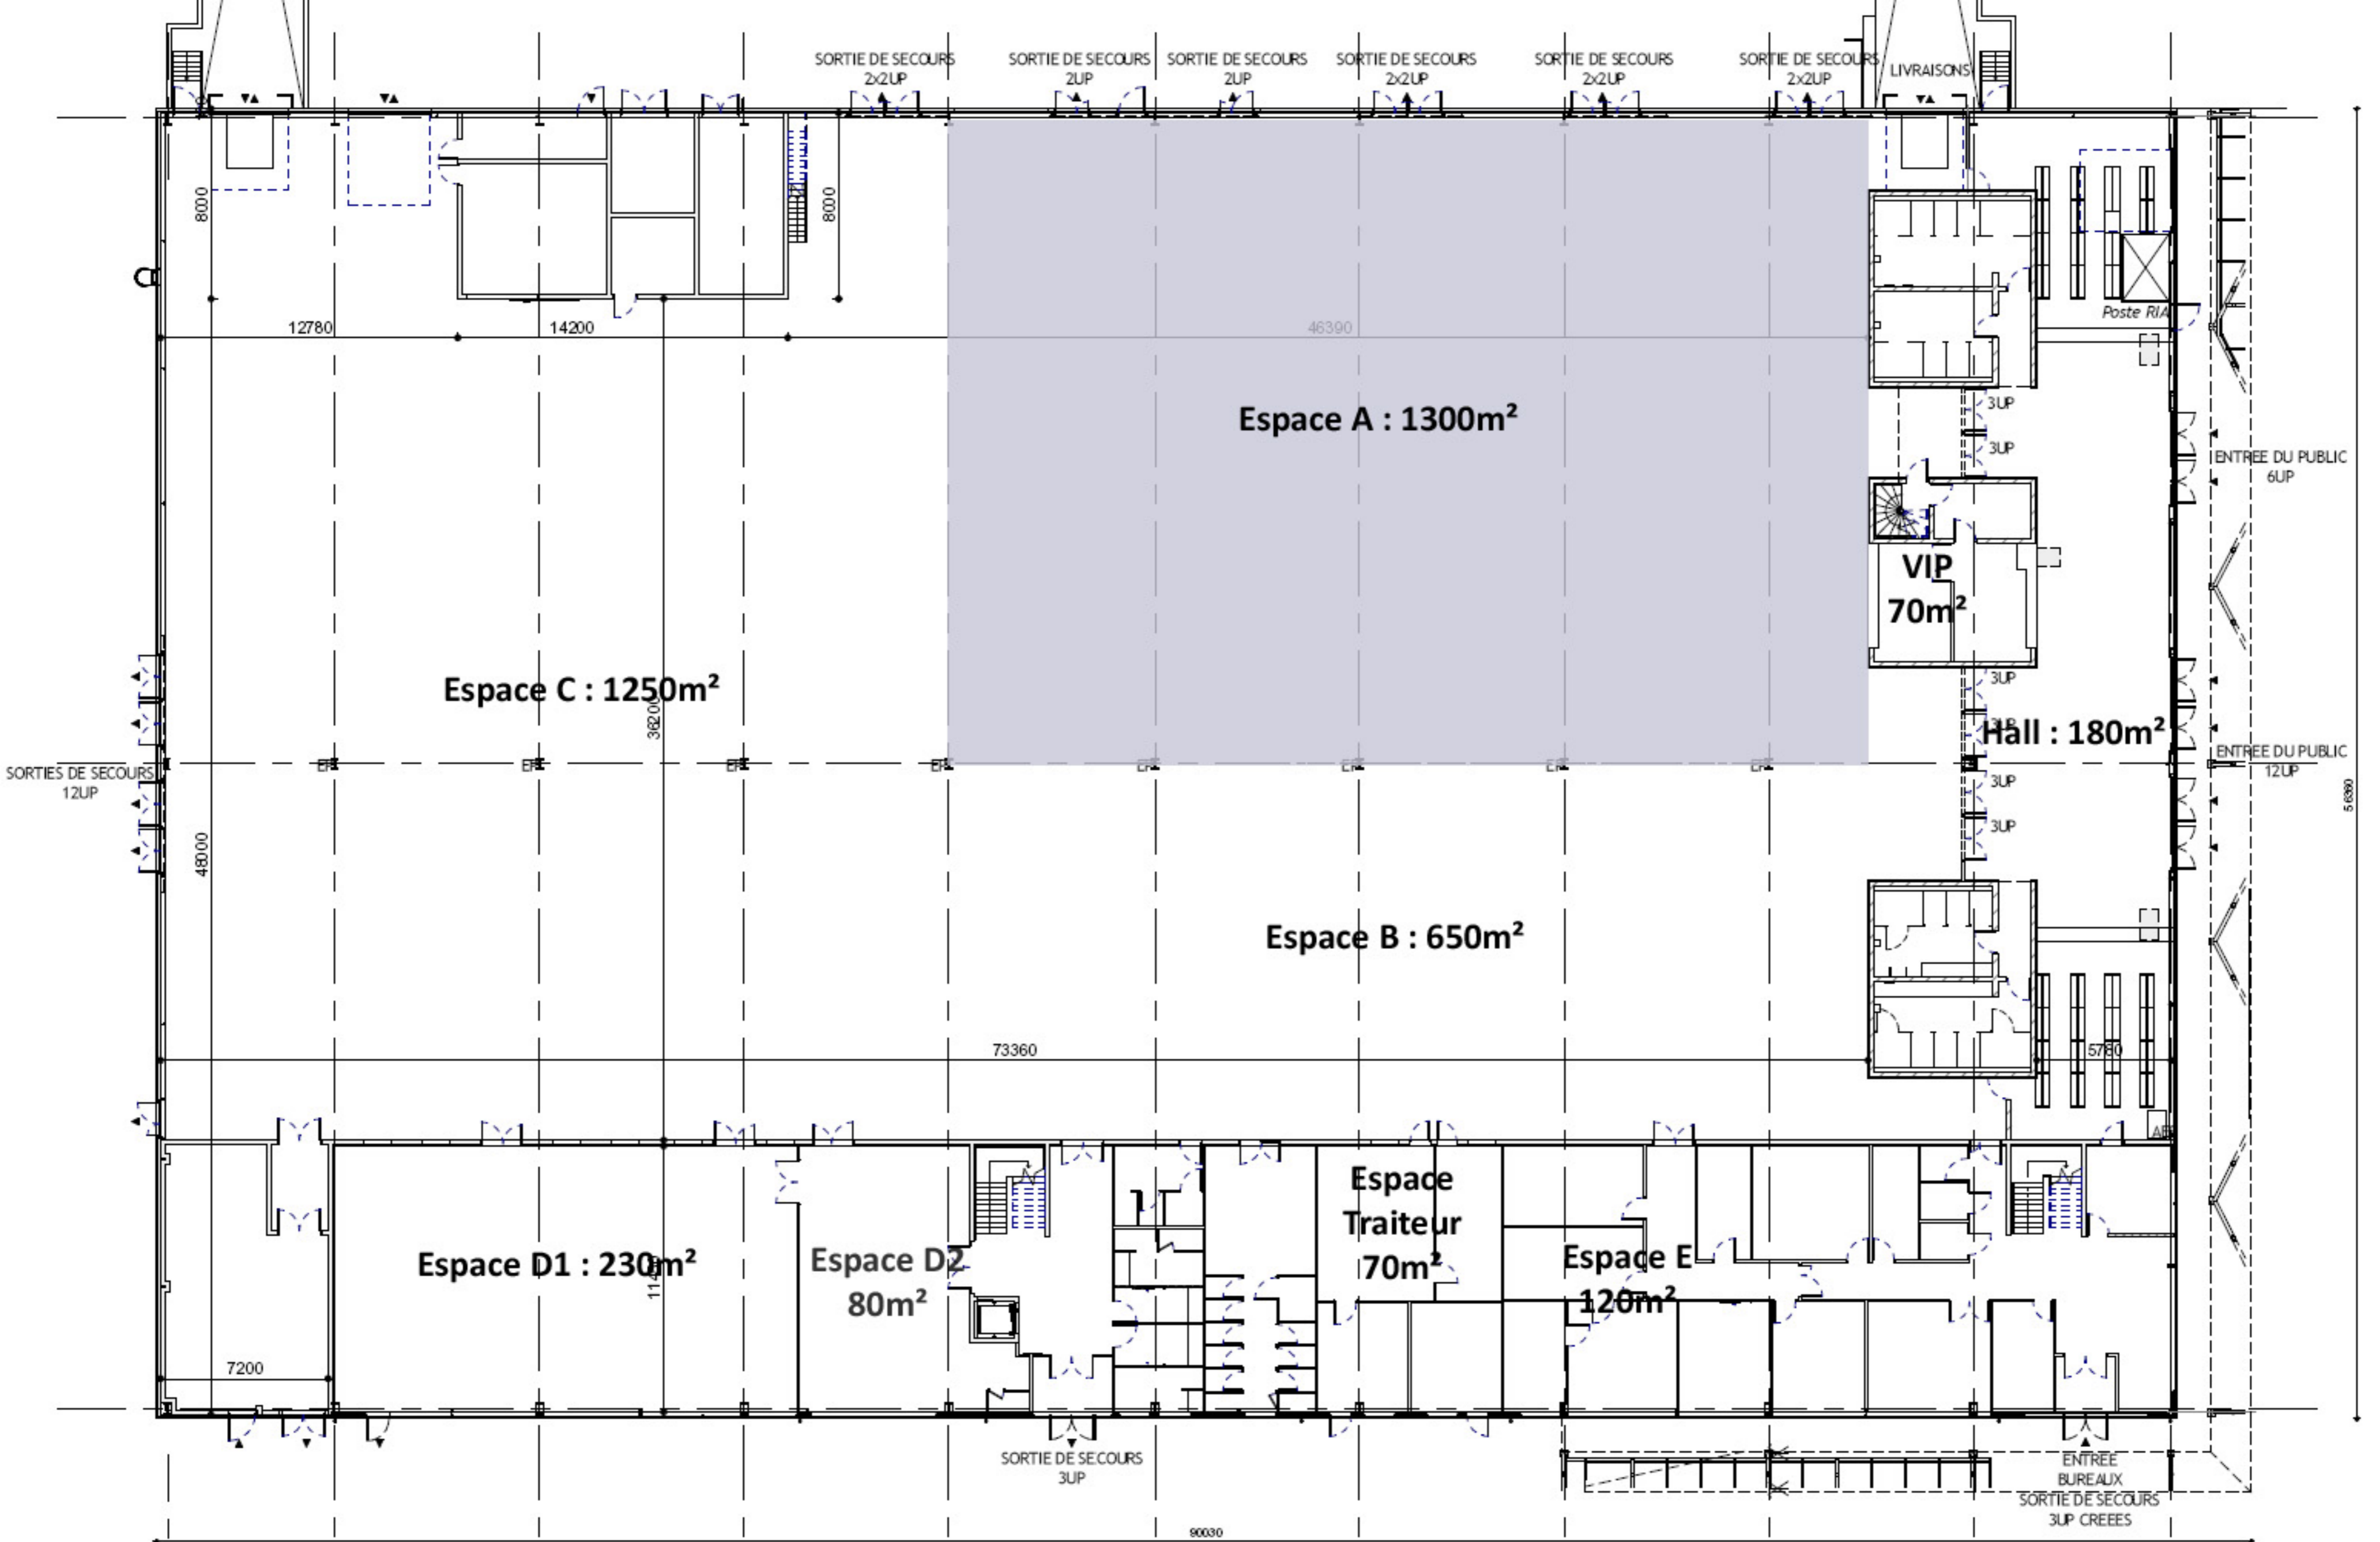 SORTIE DE SECOURS
2x2UP
SORTIE DE SECOURS
2UP
SORTIE DE SECOURS
2UP
SORTIE DE SECOURS
2x2UP
SORTIE DE SECOURS
2x2UP
SORTIE DE SECOURS
2x2UP
LIVRAISONS
8000
8000
12780
14200
46390
Poste RIA
Espace A : 1300m²
3UP
3UP
ENTREE DU PUBLIC
6UP
VIP
70m²
Espace C : 1250m²
36200
3UP
3UP
Hall : 180m²
ENTREE DU PUBLIC
12UP
SORTIES DE SECOURS
12UP
3UP
3UP
56360
48000
Espace B : 650m²
73360
5780
Espace D1 : 230m²
Espace D2
80m²
Espace
Traiteur
70m²
Espace E
120m²
7200
SORTIE DE SECOURS
3UP
ENTREE
BUREAUX
SORTIE DE SECOURS
3UP CREEES
90030